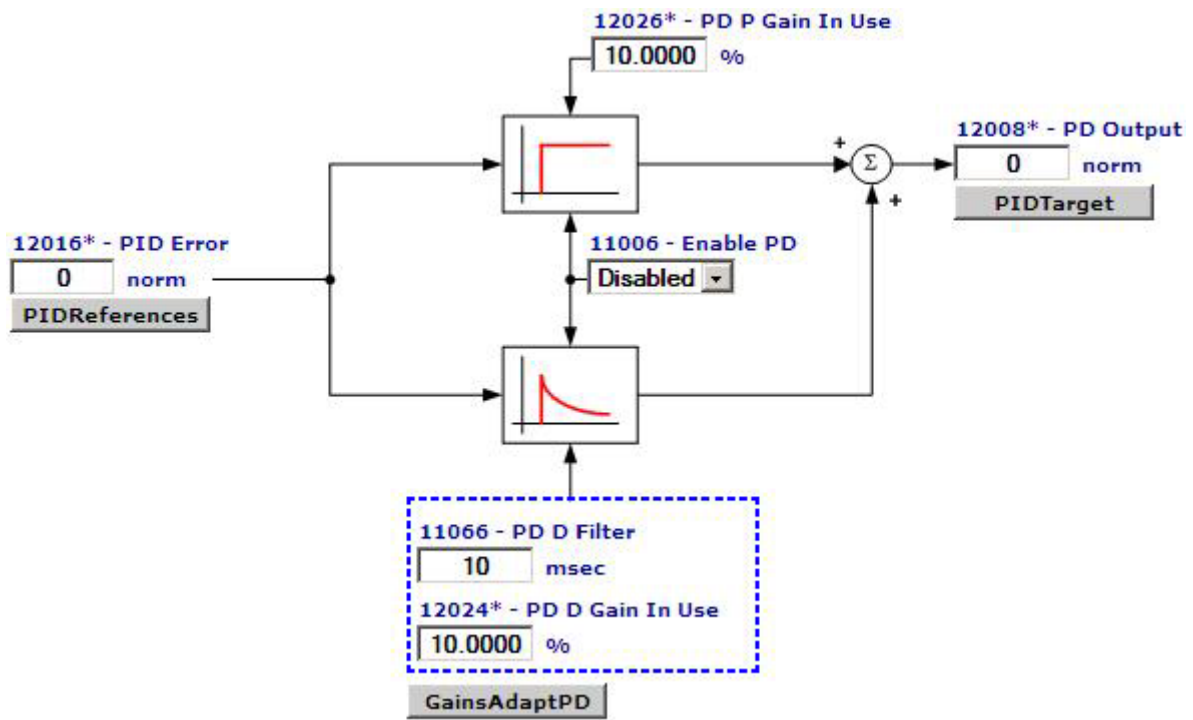 12026* - PD P Gain In Use
10.0000 %
12008* - PD Output
0 norm
PIDTarget
+
Σ
+
12016* - PID Error
0 norm
PIDReferences
11006 - Enable PD
Disabled
11066 - PD D Filter
10 msec
12024* - PD D Gain In Use
10.0000 %
GainsAdaptPD